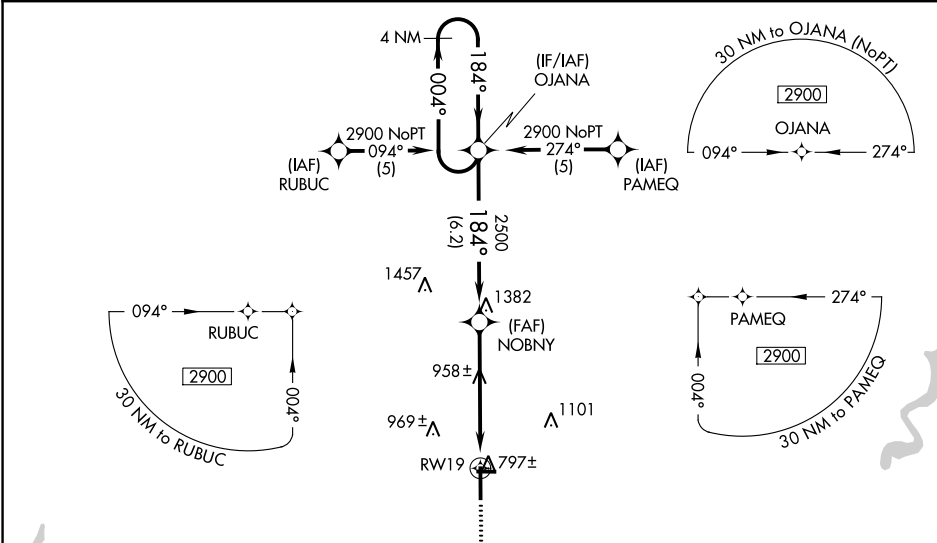 4 NM
004°
184°
(IF/IAF)
OJANA
2900 NoPT
094°
(5)
(IAF)
RUBUC
2900 NoPT
274°
(5)
(IAF)
PAMEQ
30 NM to OJANA (NoPT)
2900
OJANA
094°
274°
2500
184°
(6.2)
1457
1382
(FAF)
NOBNY
094°
RUBUC
2900
004°
30 NM to RUBUC
274°
PAMEQ
2900
004°
30 NM to PAMEQ
958±
969±
1101
RW19
797±